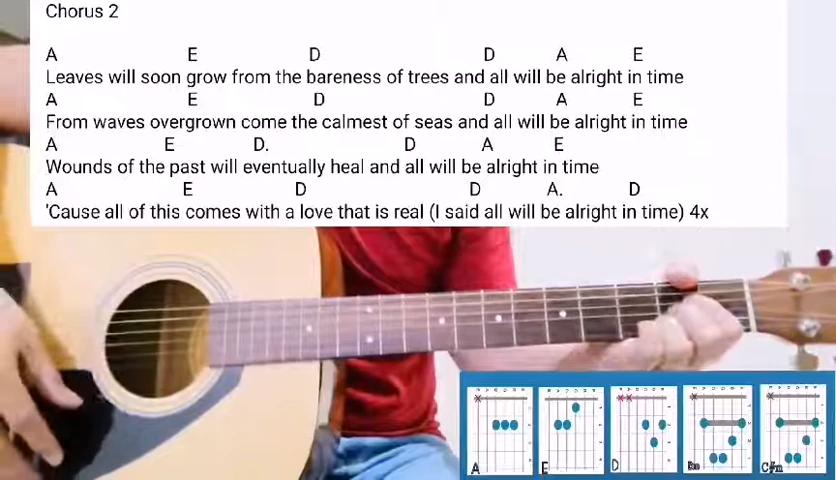 Chorus 2
A E D D A E
Leaves will soon grow from the bareness of trees and all will be alright in time
A E D D A E
From waves overgrown come the calmest of seas and all will be alright in time
A E D. D A E
Wounds of the past will eventually heal and all will be alright in time
A E D D A. D
'Cause all of this comes with a love that is real (I said all will be alright in time) 4x
A E D Bm C#m